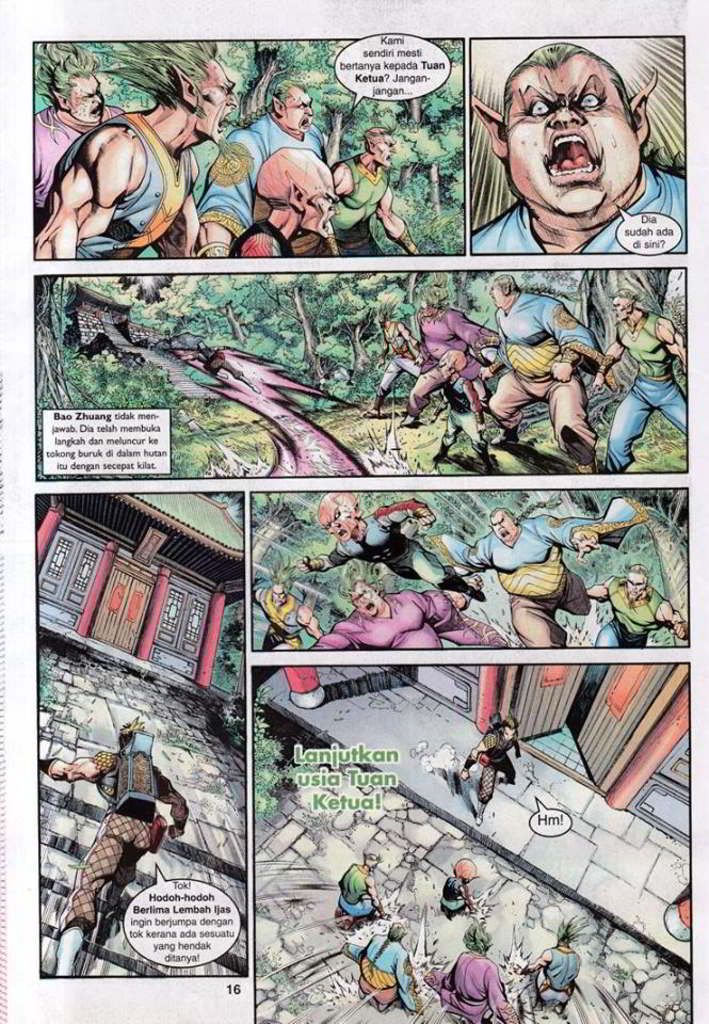 Kami
sendiri mesti
bertanya kepada Tuan
Ketua? Jangan-
jangan...
Dia
sudah ada
di sini?
Bao Zhuang tidak men-
jawab. Dia telah membuka
langkah dan meluncur ke
tokong buruk di dalam hutan
itu dengan secepat kilat.
Tok!
Hodoh-hodoh
Berlima Lembah Ijas
ingin berjumpa dengan
tok kerana ada sesuatu
yang hendak
ditanya!
Lanjutkan
usia Tuan
Ketua!
Hm!
16